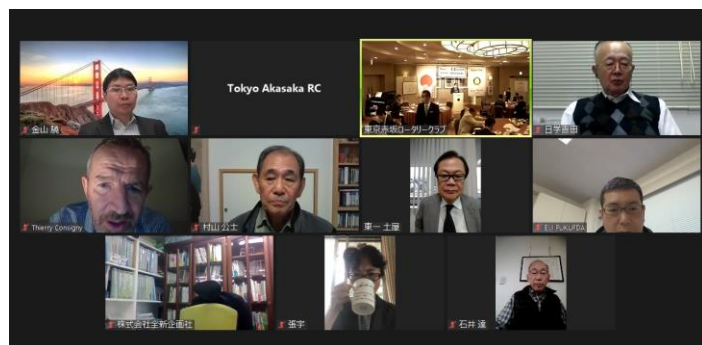 金山 騎
Tokyo Akasaka RC
東京赤坂ロータリークラブ
日学吉田
Thierry Consigny
村山 公士
東一 土屋
EIJI FUKUFDA
株式会社全新企画社
張宇
石井 遠